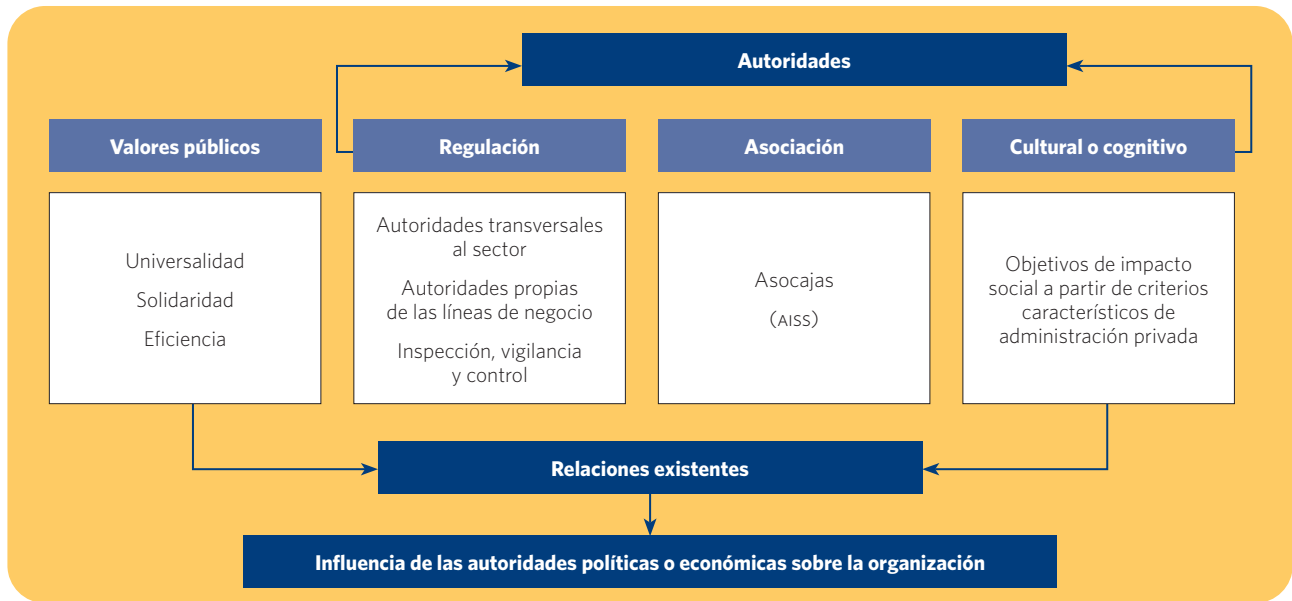 Autoridades
Valores públicos
Regulación
Asociación
Cultural o cognitivo
Universalidad
Solidaridad
Eficiencia
Autoridades transversales
al sector
Autoridades propias
de las líneas de negocio
Inspección, vigilancia
y control
Asocajas
(AISS)
Objetivos de impacto
social a partir de criterios
característicos de
administración privada
Relaciones existentes
Influencia de las autoridades políticas o económicas sobre la organización